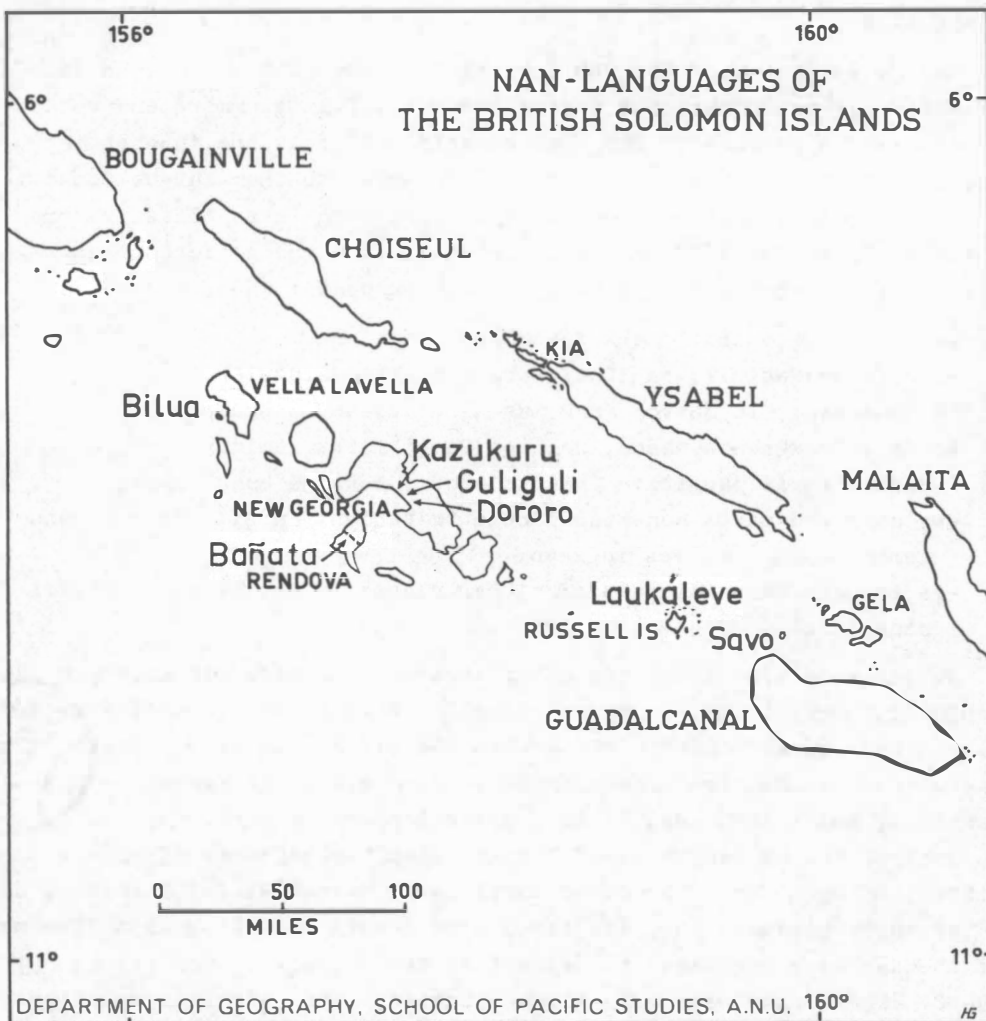 156°
160°
6°
6°
NAN-LANGUAGES OF
THE BRITISH SOLOMON ISLANDS
BOUGAINVILLE
CHOISEUL
KIA
YSABEL
VELLA LAVELLA
Bilua
Kazukuru
Guliguli
Dororo
NEW GEORGIA
Bañata
RENDOVA
MALAITA
Laukáleve
RUSSELL IS
Savo
GELA
GUADALCANAL
0 50 100
MILES
11°
11°
DEPARTMENT OF GEOGRAPHY, SCHOOL OF PACIFIC STUDIES, A.N.U.
160°
HG